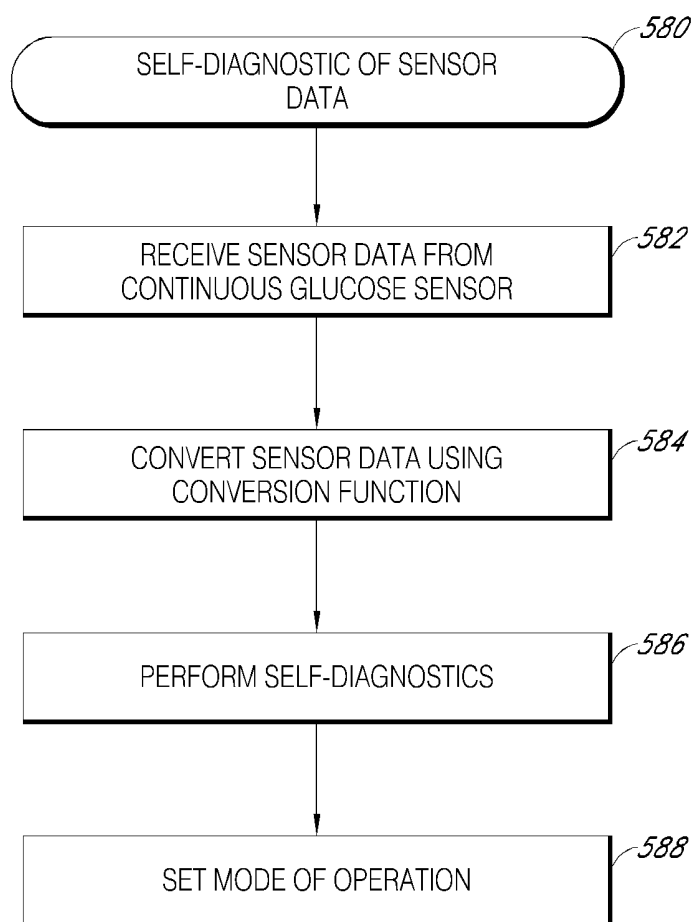 580
SELF-DIAGNOSTIC OF SENSOR
DATA
582
RECEIVE SENSOR DATA FROM
CONTINUOUS GLUCOSE SENSOR
584
CONVERT SENSOR DATA USING
CONVERSION FUNCTION
586
PERFORM SELF-DIAGNOSTICS
588
SET MODE OF OPERATION